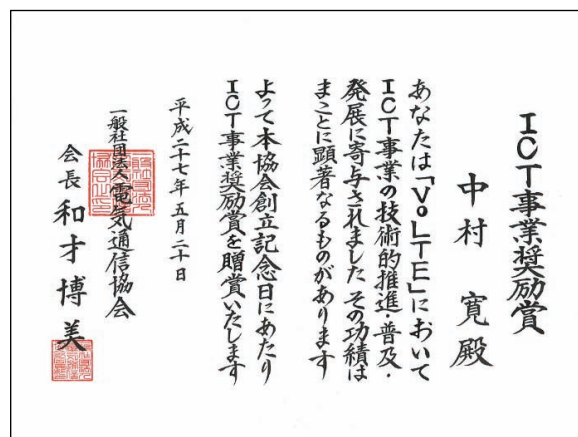 ICT事業奨励賞
中村 寛殿
あなたは「VoLTE」において
ICT事業の技術的推進・普及・
発展に寄与されました その功績は
まことに顕著なるものがあります
よって本協会創立記念日にあたり
ICT事業奨励賞を贈賞いたします
平成二十七年五月二十日
一般社団法人電気通信協会
会長 和才博美